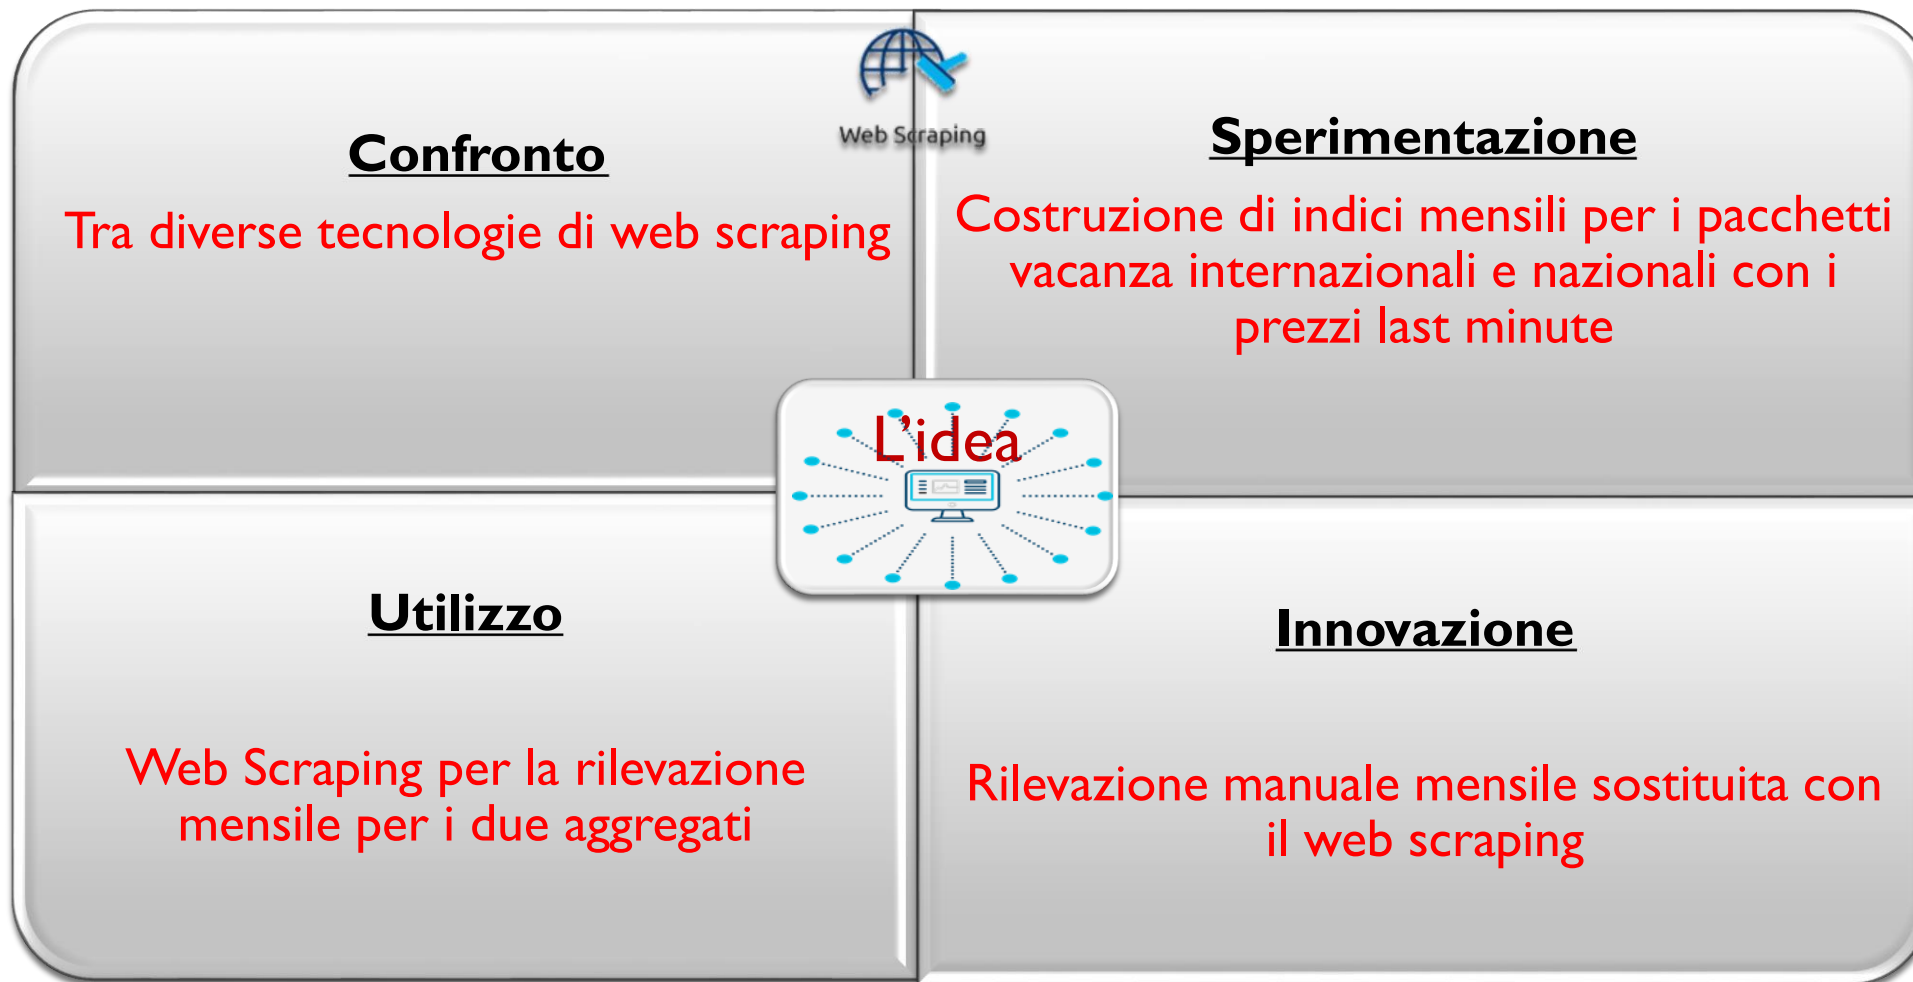 Web Scraping
Confronto
Tra diverse tecnologie di web scraping
Sperimentazione
Costruzione di indici mensili per i pacchetti
vacanza internazionali e nazionali con i
prezzi last minute
L'idea
Utilizzo
Web Scraping per la rilevazione
mensile per i due aggregati
Innovazione
Rilevazione manuale mensile sostituita con
il web scraping